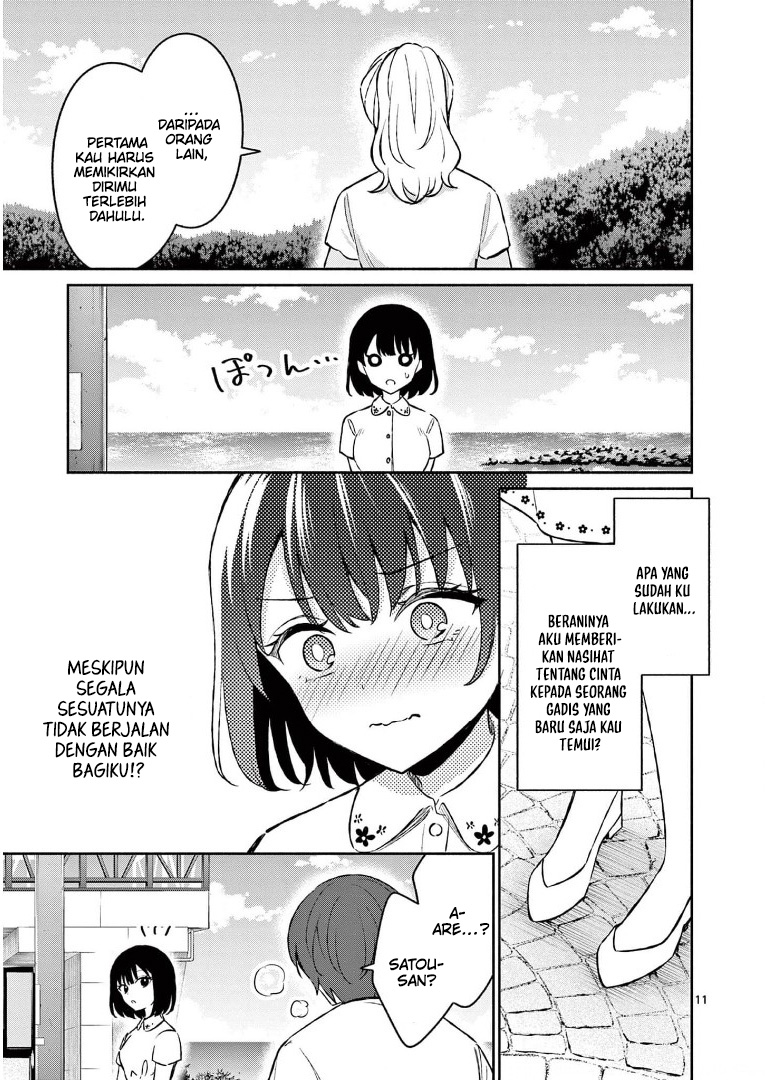 ...
DARIPADA
ORANG
LAIN,
PERTAMA
KAU HARUS
MEMIKIRKAN
DIRIMU
TERLEBIH
DAHULU.
ぽつん…
APA YANG
SUDAH KU
LAKUKAN...
BERANINYA
AKU MEMBERI-
KAN NASIHAT
TENTANG CINTA
KEPADA SEORANG
GADIS YANG
BARU SAJA KAU
TEMUI?
MESKIPUN
SEGALA
SESUATUNYA
TIDAK BERJALAN
DENGAN BAIK
BAGIKU!?
A-
ARE...?
SATOU-
SAN?
11